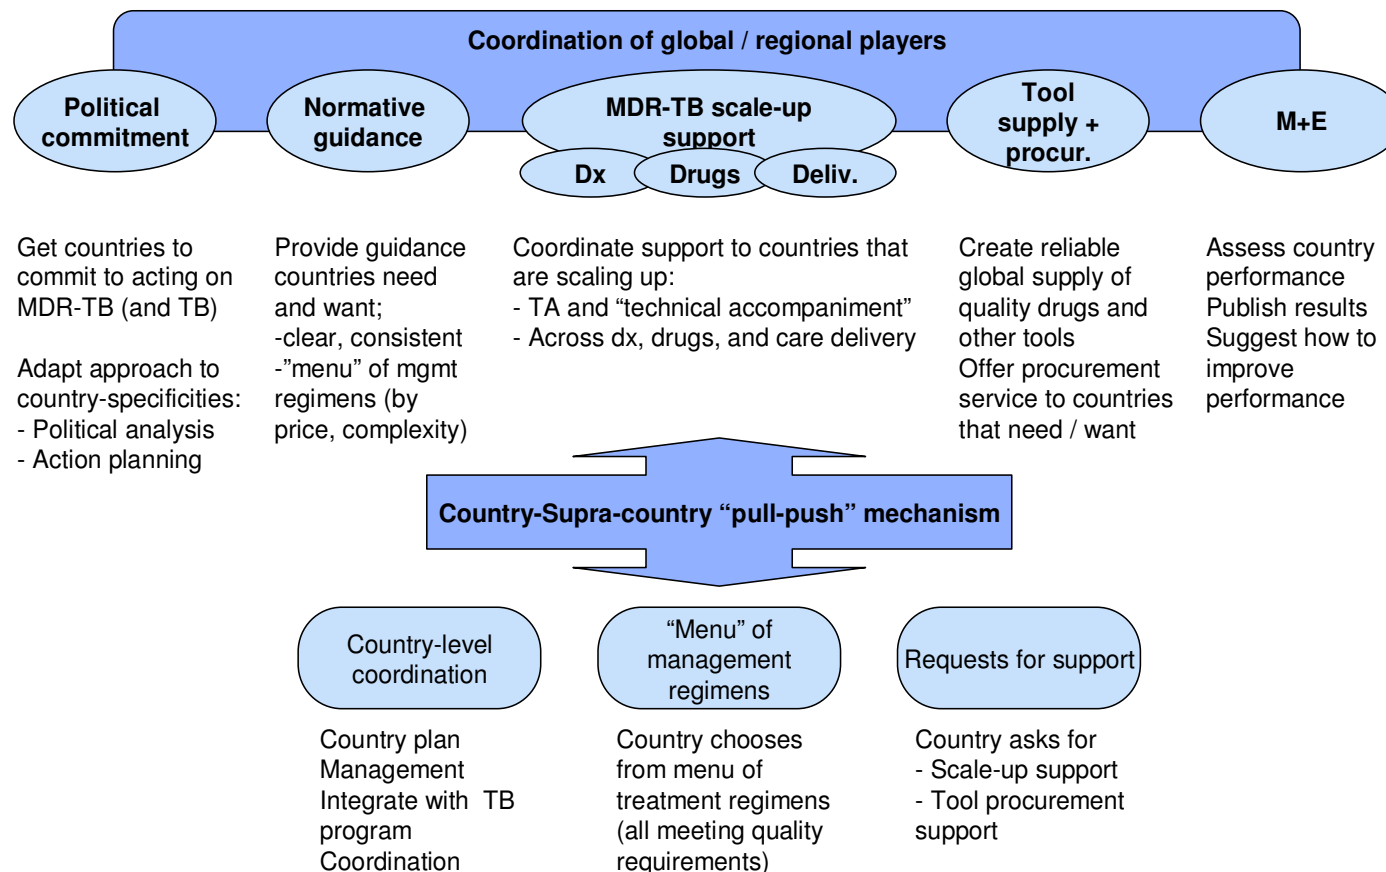 Coordination of global / regional players
Political
commitment
Normative
guidance
MDR-TB scale-up
support
Dx
Drugs
Deliv.
Tool
supply +
procur.
M+E
Get countries to
commit to acting on
MDR-TB (and TB)
Adapt approach to
country-specificities:
- Political analysis
- Action planning
Provide guidance
countries need
and want;
-clear, consistent
-”menu” of mgmt
regimens (by
price, complexity)
Coordinate support to countries that
are scaling up:
- TA and “technical accompaniment”
- Across dx, drugs, and care delivery
Create reliable
global supply of
quality drugs and
other tools
Offer procurement
service to countries
that need / want
Assess country
performance
Publish results
Suggest how to
improve
performance
Country-Supra-country “pull-push” mechanism
Country-level
coordination
“Menu” of
management
regimens
Requests for support
Country plan
Management
Integrate with TB
program
Coordination
Country chooses
from menu of
treatment regimens
(all meeting quality
requirements)
Country asks for
- Scale-up support
- Tool procurement
support